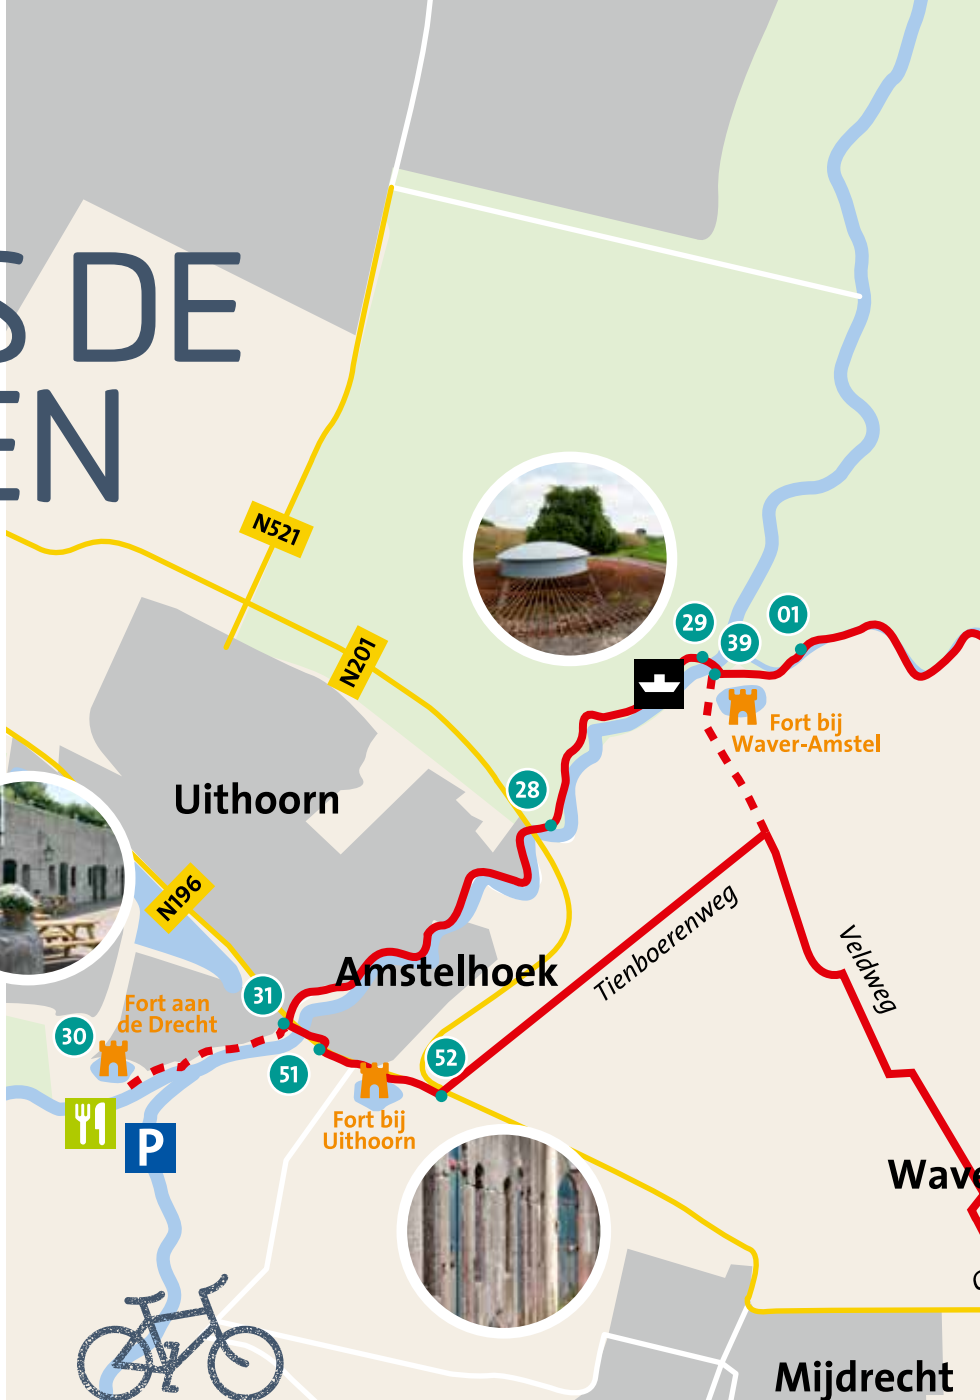 S DE
EN
N521
N201
29
39
01
Fort bij
Waver-Amstel
28
Uithoorn
N196
Tienboerenweg
Veldweg
Amstelhoek
31
Fort aan
de Drecht
30
51
52
Fort bij
Uithoorn
P
Wave
Mijdrecht